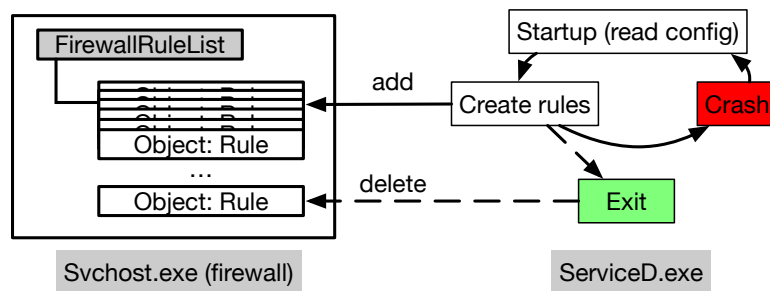 FirewallRuleList
Startup (read config)
add
Create rules
Crash
Object: Rule
...
Object: Rule
delete
Exit
Svchost.exe (firewall)
ServiceD.exe